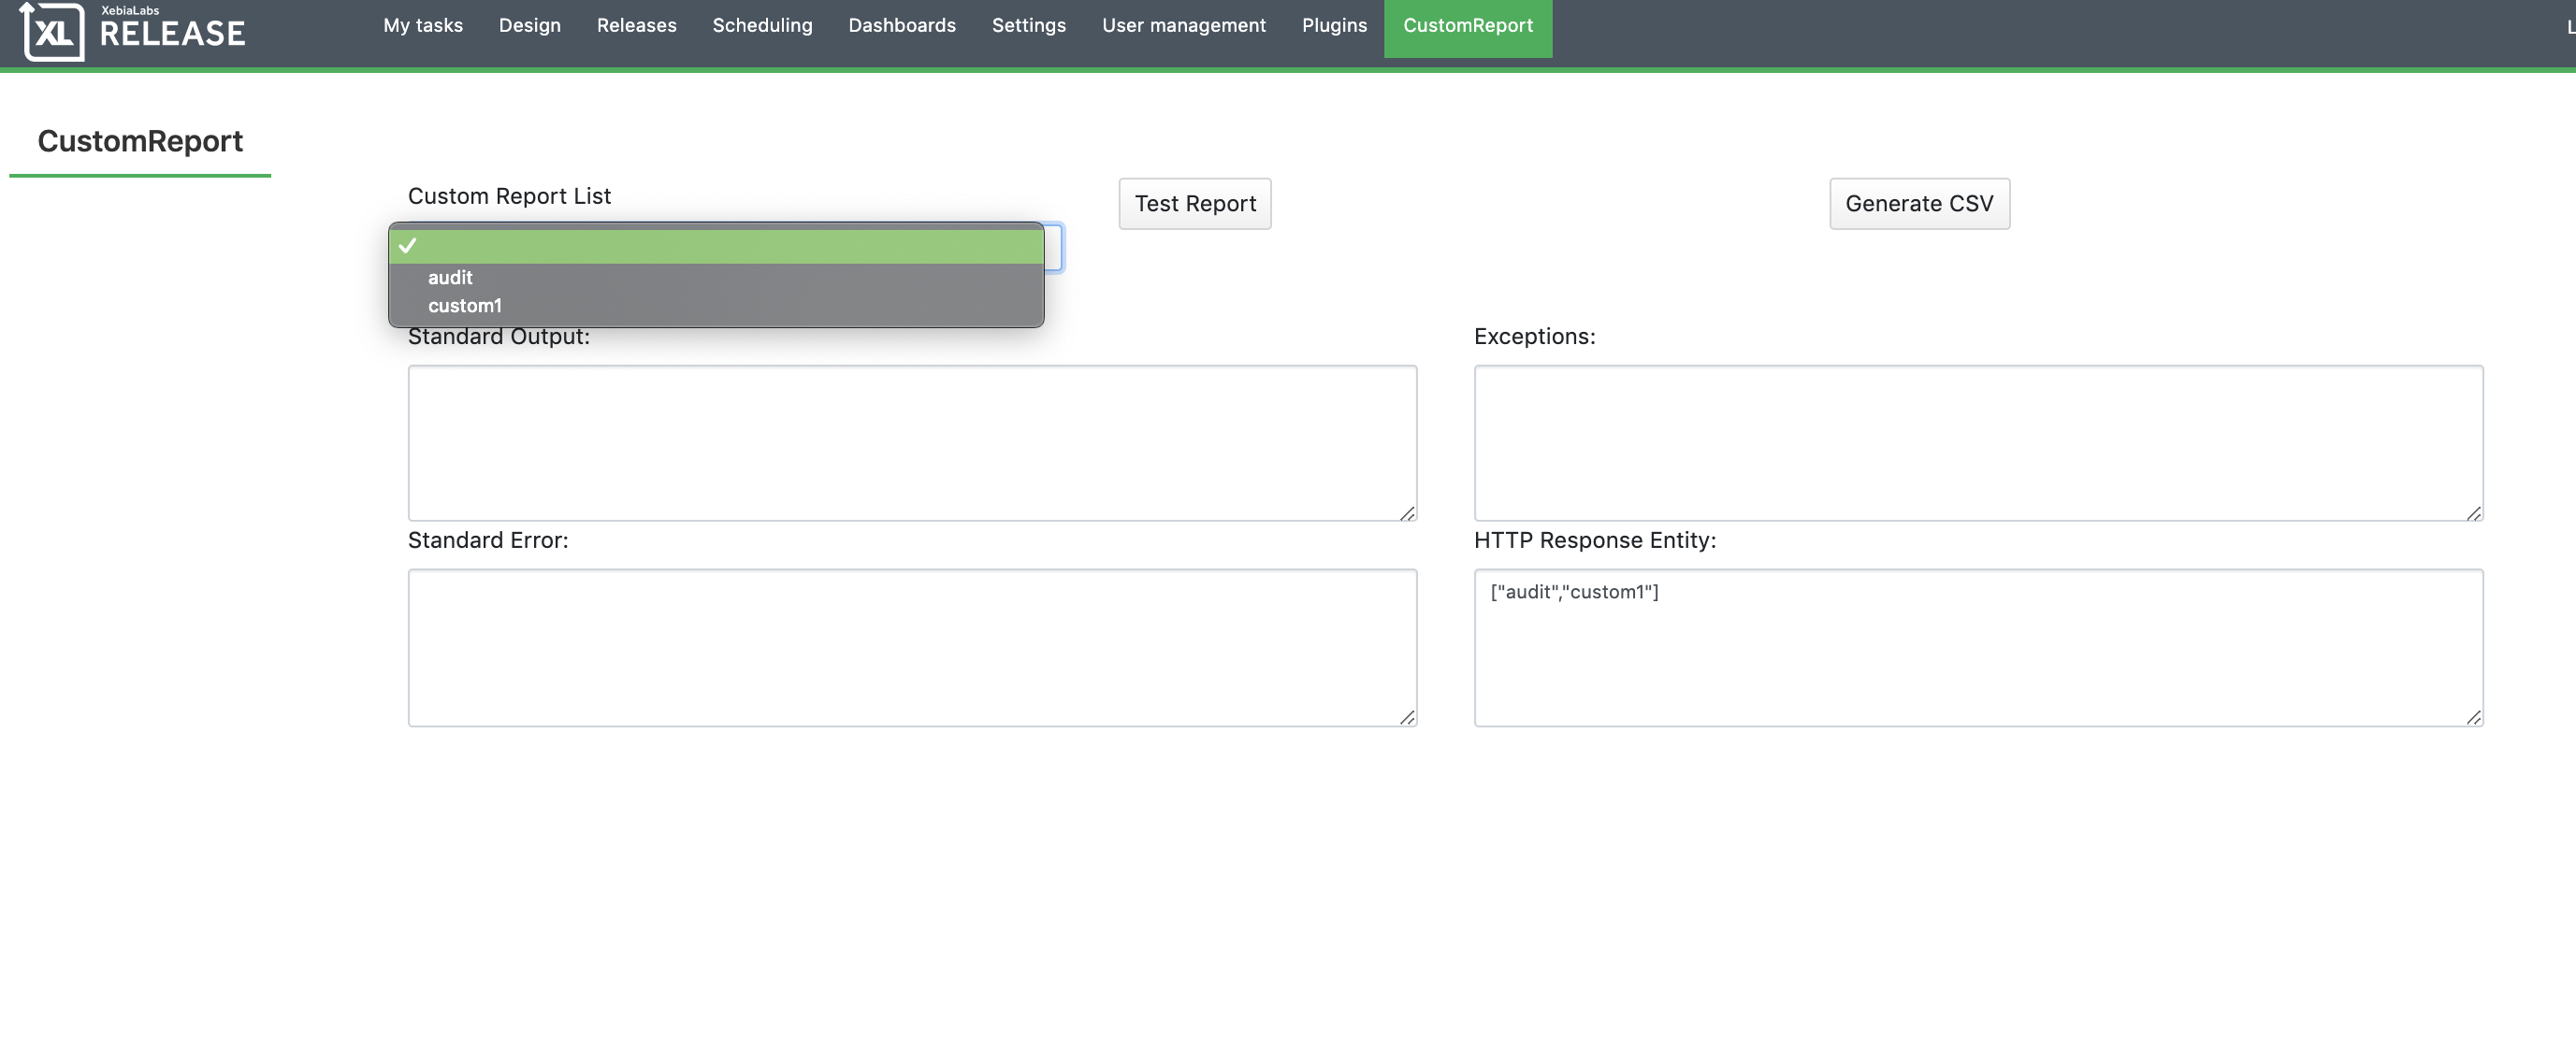 XebiaLabs
XL RELEASE
My tasks Design Releases Scheduling Dashboards Settings User management Plugins CustomReport
CustomReport
Custom Report List
Test Report
Generate CSV
audit
custom1
Standard Output:
Exceptions:
Standard Error:
HTTP Response Entity:
["audit","custom1"]